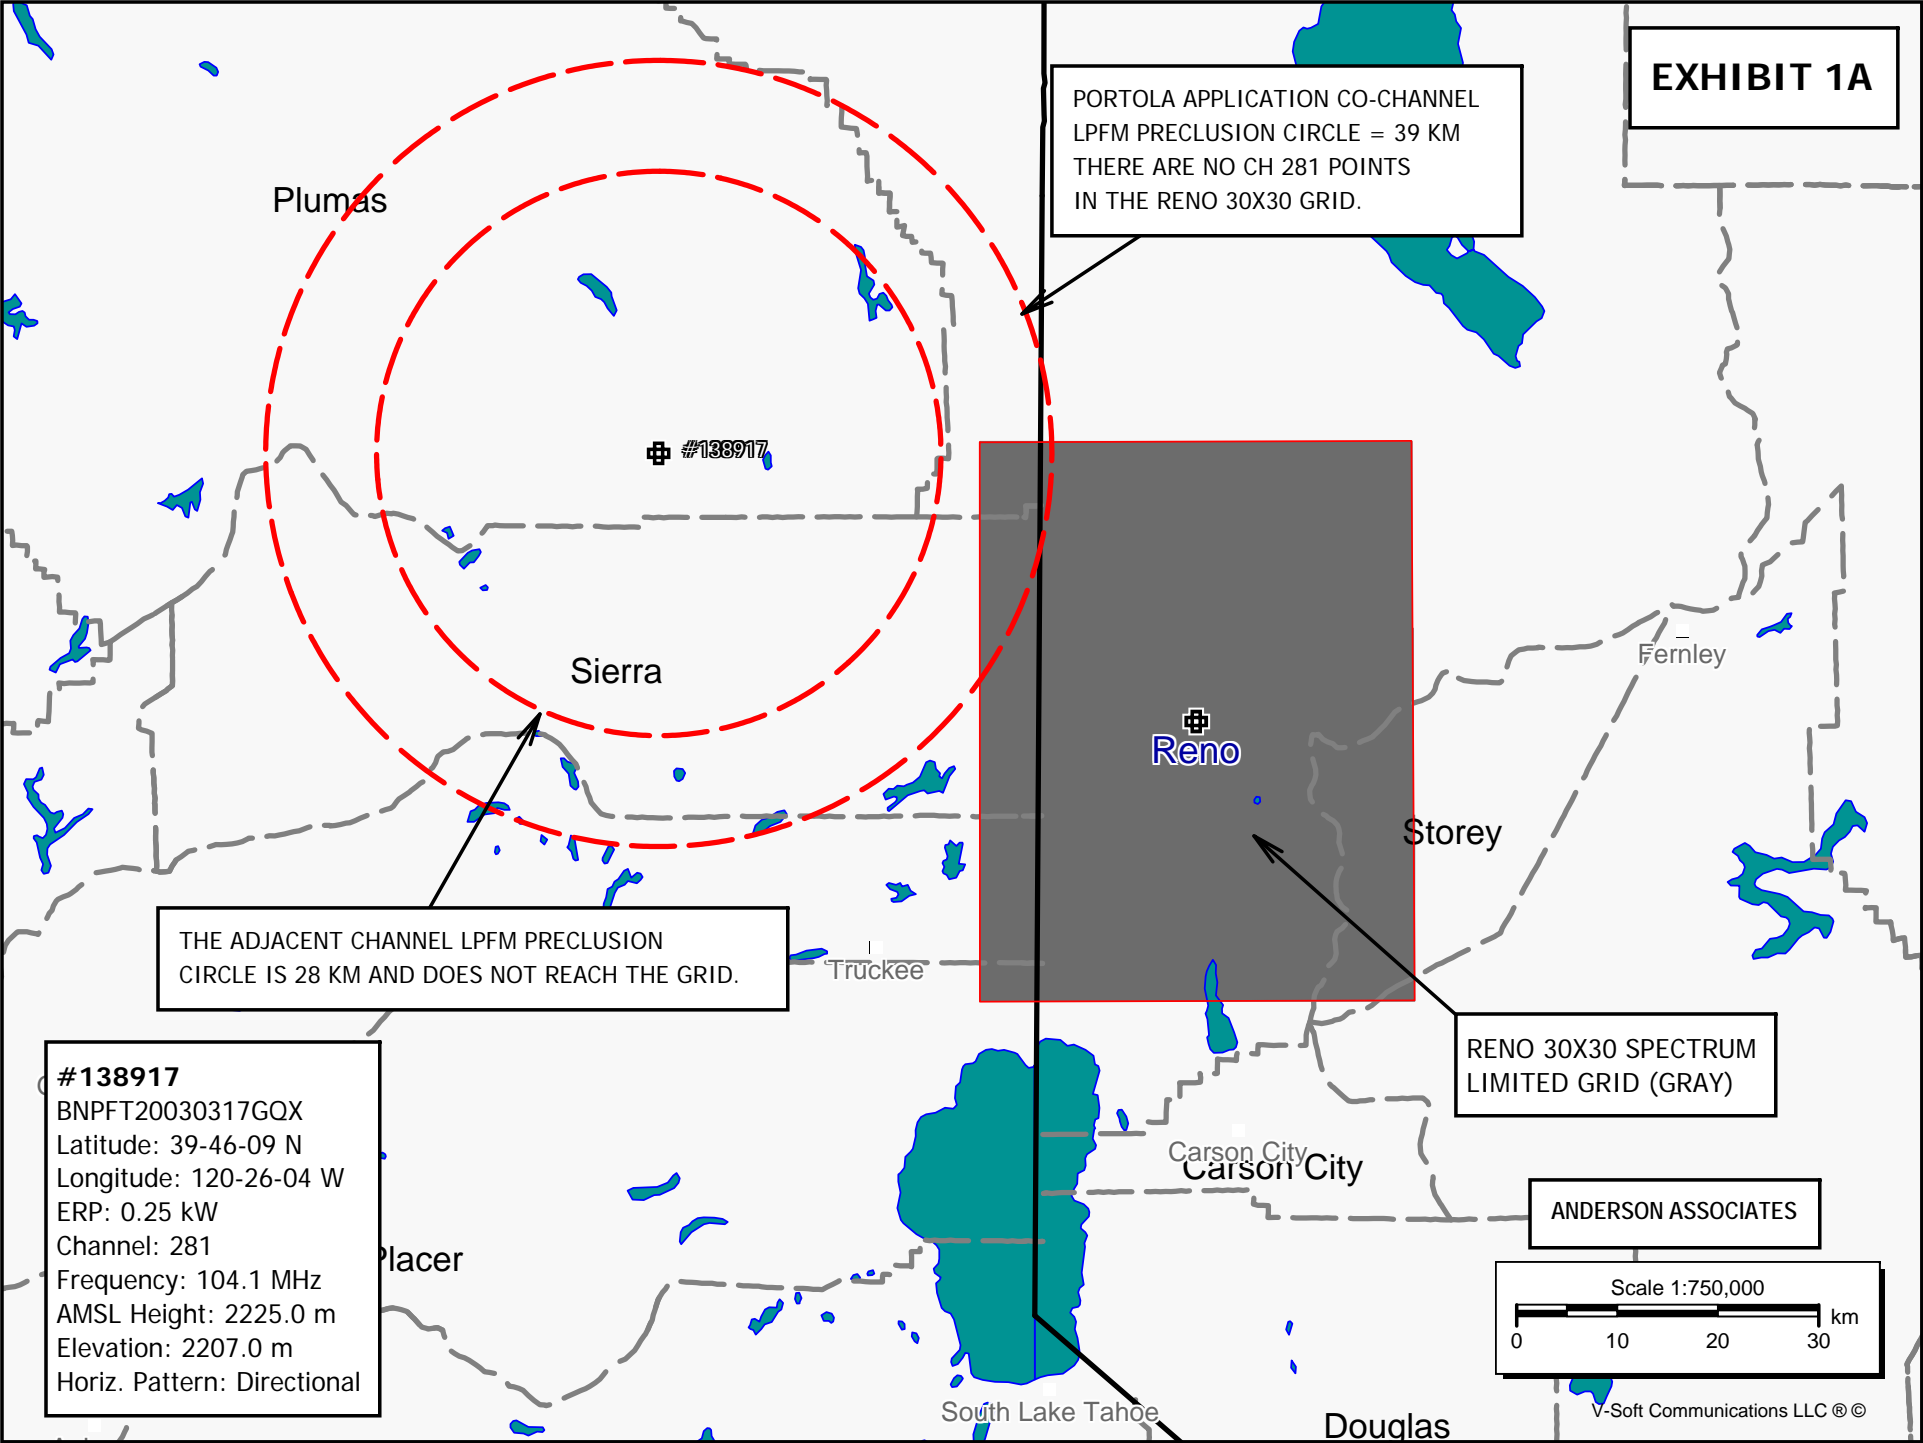 EXHIBIT 1A
PORTOLA APPLICATION CO-CHANNEL
LPFM PRECLUSION CIRCLE = 39 KM
THERE ARE NO CH 281 POINTS
IN THE RENO 30X30 GRID.
Plumas
#138917
Sierra
Fernley
Reno
Storey
THE ADJACENT CHANNEL LPFM PRECLUSION
CIRCLE IS 28 KM AND DOES NOT REACH THE GRID.
Truckee
RENO 30X30 SPECTRUM
LIMITED GRID (GRAY)
#138917
BNPFT20030317GQX
Latitude: 39-46-09 N
Longitude: 120-26-04 W
ERP: 0.25 kW
Channel: 281
Frequency: 104.1 MHz
AMSL Height: 2225.0 m
Elevation: 2207.0 m
Horiz. Pattern: Directional
Carson City
Carson City
Placer
ANDERSON ASSOCIATES
Scale 1:750,000
km
0 10 20 30
South Lake Tahoe
Douglas
V-Soft Communications LLC ® ©